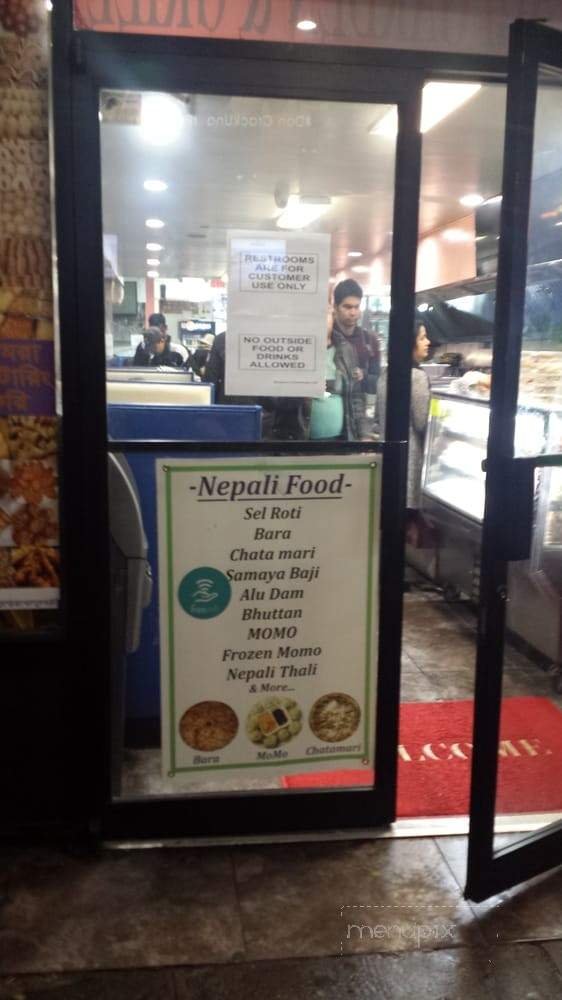 RESTROOMS
ARE FOR
CUSTOMER
USE ONLY
NO OUTSIDE
FOOD OR
DRINKS
ALLOWED
-Nepali Food-
Sel Roti
Bara
Chata mari
Samaya Baji
Alu Dam
Bhuttan
MOMO
Frozen Momo
Nepali Thali
& More...
Bara
MoMo
Chatamari
WELCOME
menupix